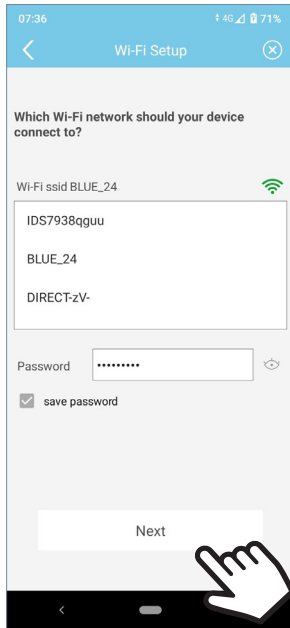 07:36 4G 71%
Wi-Fi Setup
Which Wi-Fi network should your device
connect to?
Wi-Fi ssid BLUE_24
IDS7938qguu
BLUE_24
DIRECT-zV-
Password •••••••••
save password
Next